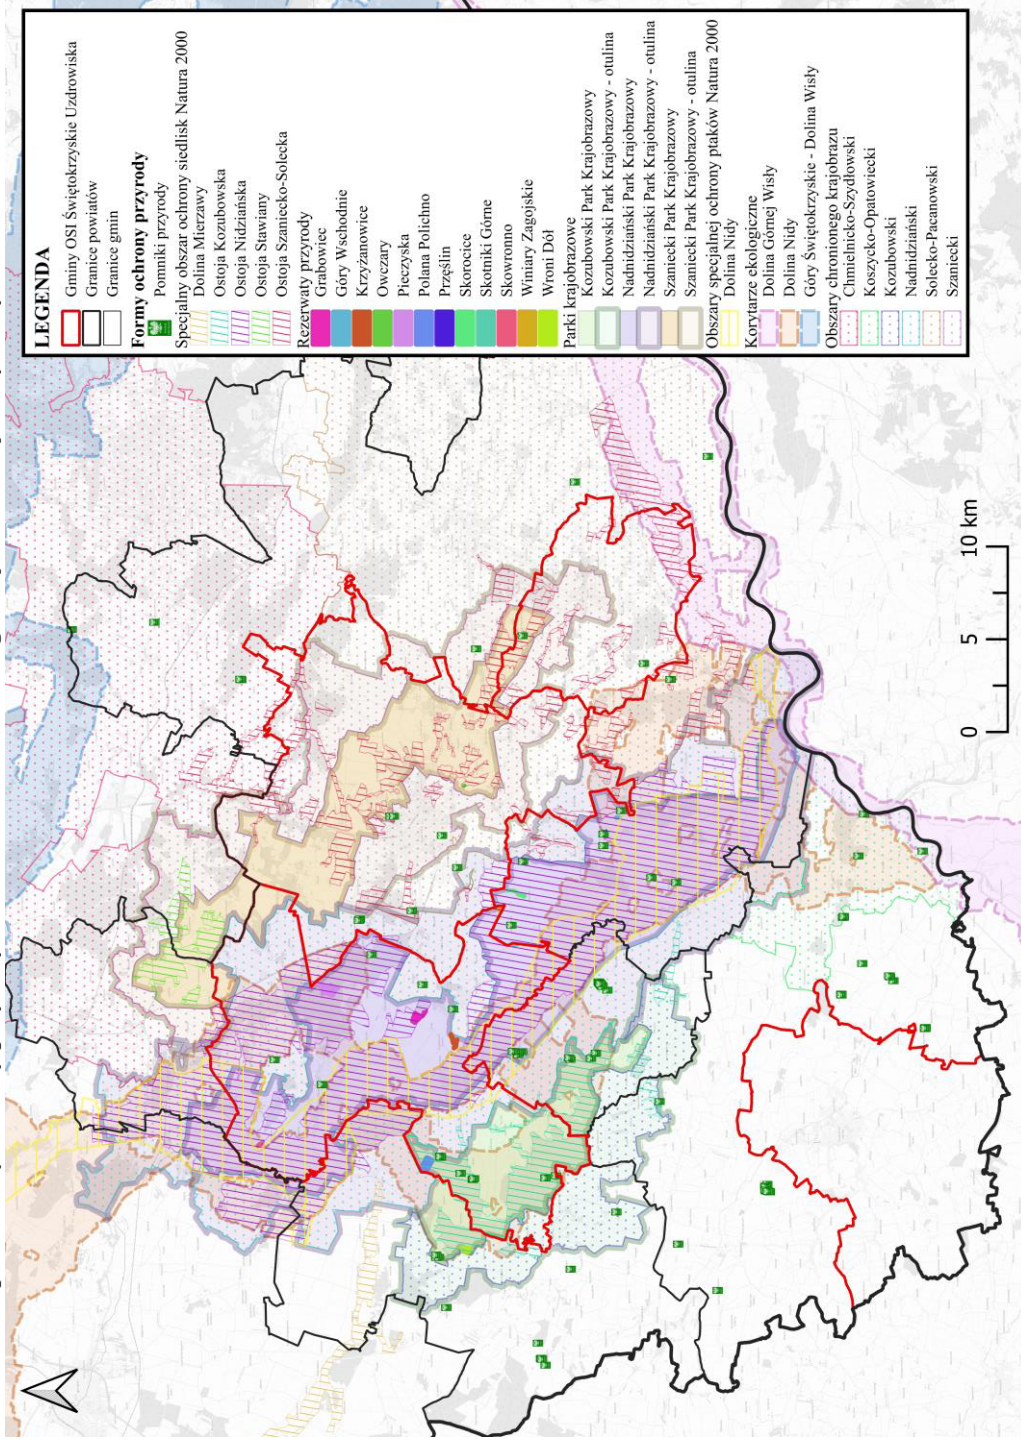 LEGENDA
Gminy OSI Świętokrzyskie Uzdrowiska
Granice powiatów
Granice gmin
Formy ochrony przyrody
Pomniki przyrody
Specjalny obszar ochrony siedlisk Natura 2000
Dolina Mierzawy
Ostoja Kozubowska
Ostoja Nidziańska
Ostoja Stawiany
Ostoja Szaniecko-Solecka
Rezerwaty przyrody
Grabowiec
Góry Wschodnie
Krzyżanowice
Owczary
Pieczyska
Polana Polichno
Przęślin
Skorocice
Skotniki Górne
Skowronno
Winiary Zagojskie
Wroni Dół
Parki krajobrazowe
Kozubowski Park Krajobrazowy
Kozubowski Park Krajobrazowy - otulina
Nadnidziański Park Krajobrazowy
Nadnidziański Park Krajobrazowy - otulina
Szaniecki Park Krajobrazowy
Szaniecki Park Krajobrazowy - otulina
Obszary specjalnej ochrony ptaków Natura 2000
Dolina Nidy
Korytarze ekologiczne
Dolina Górnej Wisły
Dolina Nidy
Góry Świętokrzyskie - Dolina Wisły
Obszary chronionego krajobrazu
Chmielnicko-Szydłowski
Koszycko-Opatowiecki
Kozubowski
Nadnidziański
Solecko-Pacanowski
Szaniecki
0 5 10 km